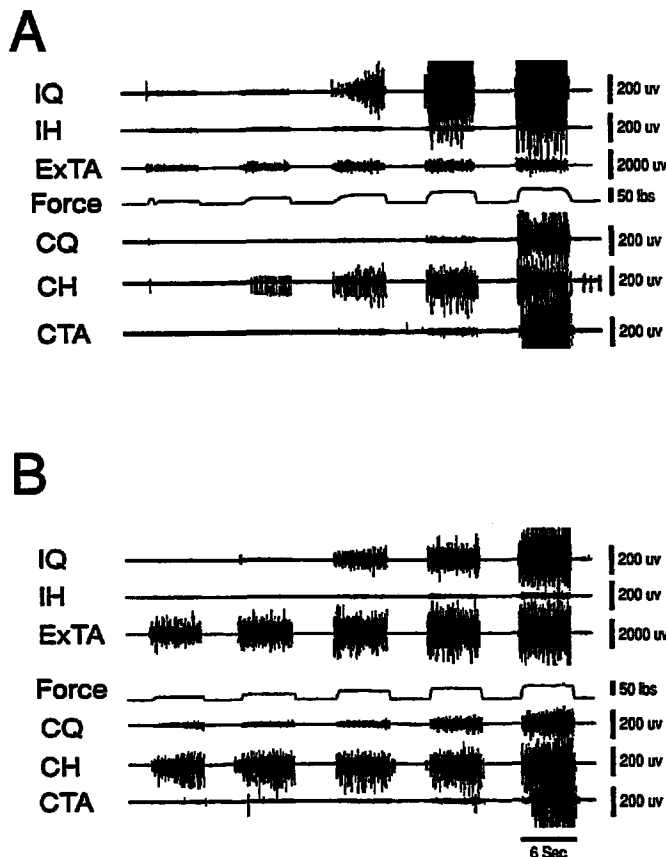 A
IQ 200 uv
IH 200 uv
ExTA 2000 uv
Force 50 lbs
CQ 200 uv
CH 200 uv
CTA 200 uv
B
IQ 200 uv
IH 200 uv
ExTA 2000 uv
Force 50 lbs
CQ 200 uv
CH 200 uv
CTA 200 uv
6 Sec